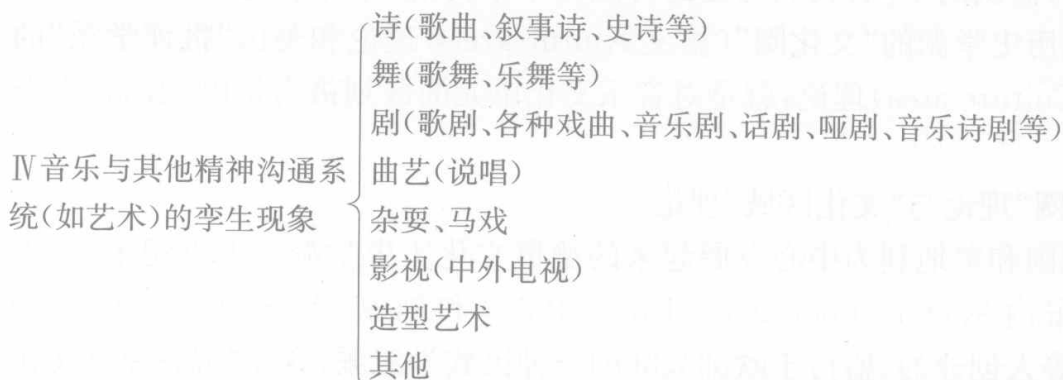 诗(歌曲、叙事诗、史诗等)
舞(歌舞、乐舞等)
剧(歌剧、各种戏曲、音乐剧、话剧、哑剧、音乐诗剧等)
Ⅳ音乐与其他精神沟通系
统(如艺术)的孪生现象
曲艺(说唱)
杂耍、马戏
影视(中外电视)
造型艺术
其他